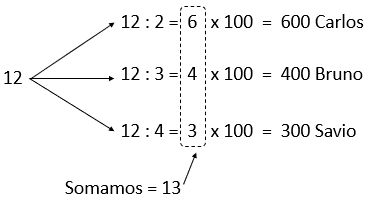 12 : 2 = 6 x 100 = 600 Carlos
12
12 : 3 = 4 x 100 = 400 Bruno
12 : 4 = 3 x 100 = 300 Savio
Somamos = 13